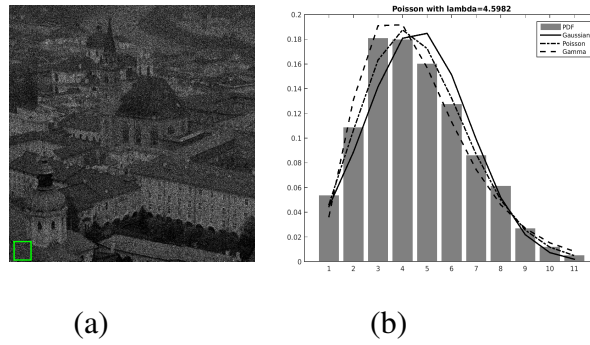 Poisson with lambda=4.5982
0.2
0.18
0.16
0.14
0.12
0.1
0.08
0.06
0.04
0.02
0
PDF
Gaussian
Poisson
Gamma
1 2 3 4 5 6 7 8 9 10 11
(a) (b)